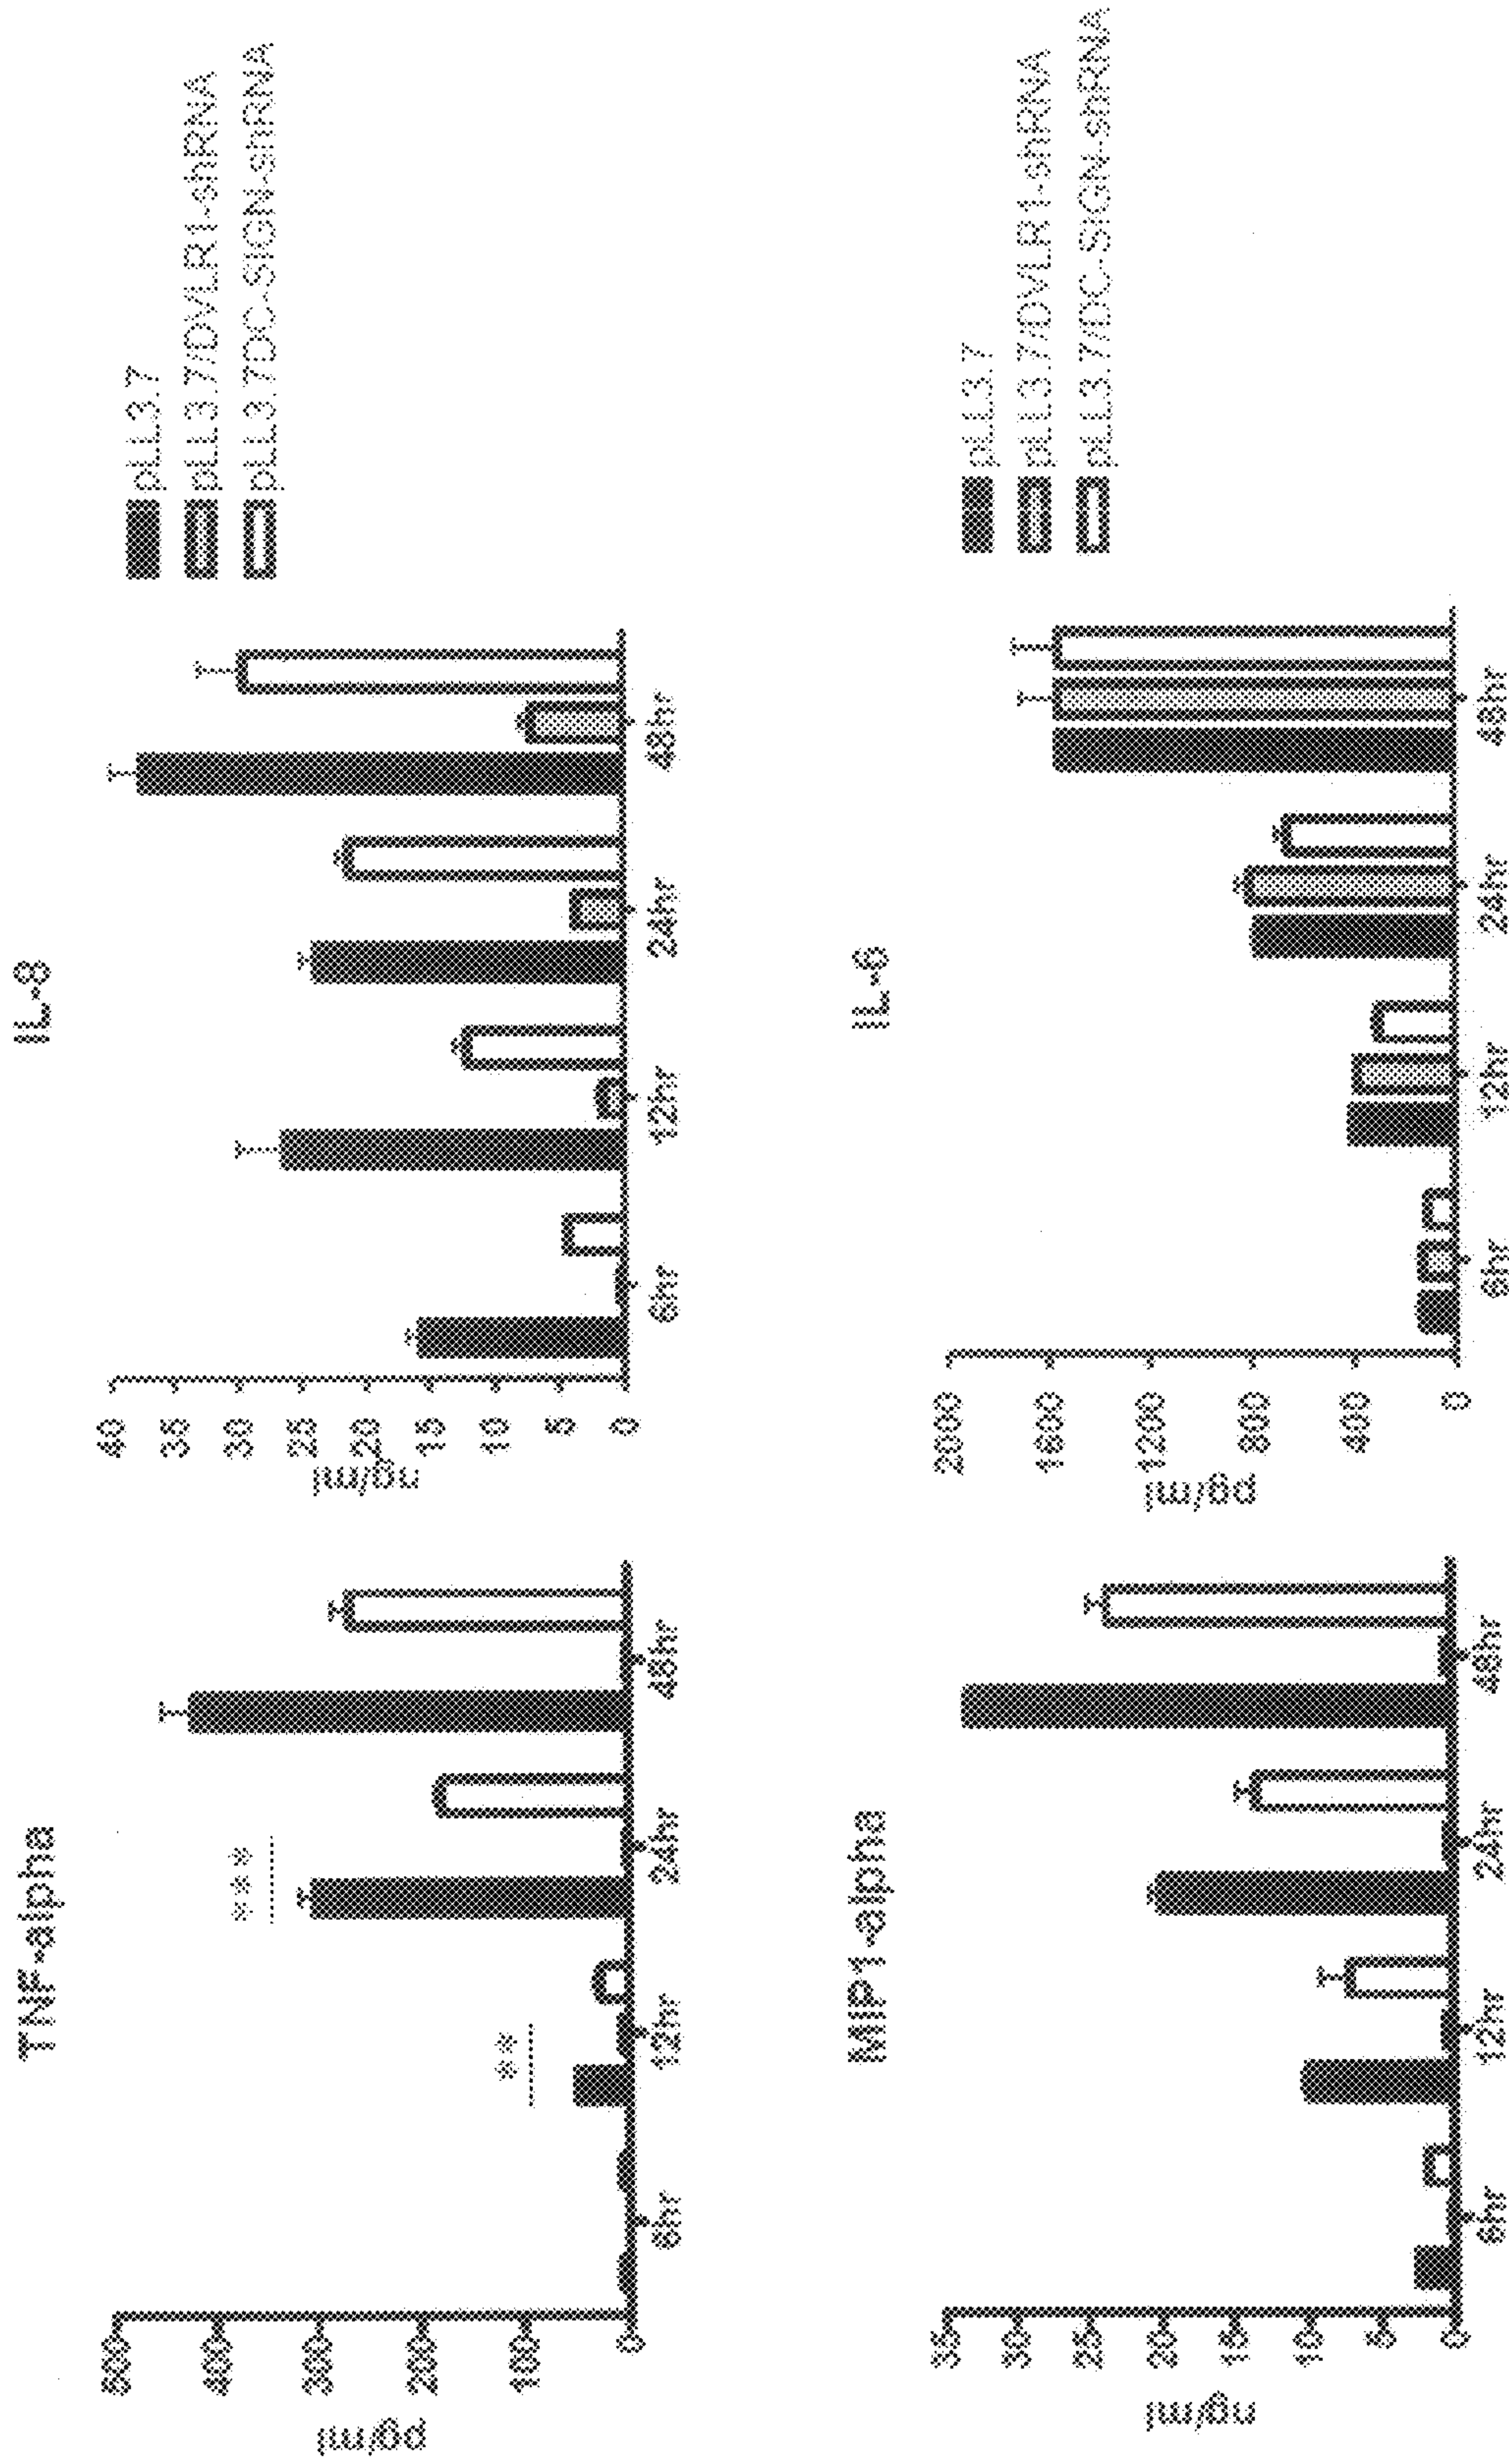 TNF-alpha
pg/ml
500
400
300
200
100
0
**
***
6hr
12hr
24hr
48hr
IL-8
ng/ml
40
35
30
25
20
15
10
5
0
6hr
12hr
24hr
48hr
pLL3.7
pLL3.7/DVLR1-shRNA
pLL3.7DC-SIGN-shRNA
MIP1-alpha
ng/ml
35
30
25
20
15
10
5
0
6hr
12hr
24hr
48hr
IL-6
pg/ml
2000
1600
1200
800
400
0
6hr
12hr
24hr
48hr
pLL3.7
pLL3.7/DVLR1-shRNA
pLL3.7/DC-SIGN-shRNA